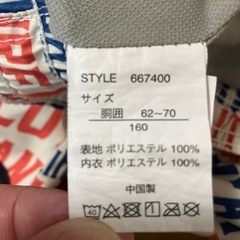 STYLE 667400
サイズ
胴囲 62~70
160
表地 ポリエステル 100%
内衣 ポリエステル 100%
中国製
40